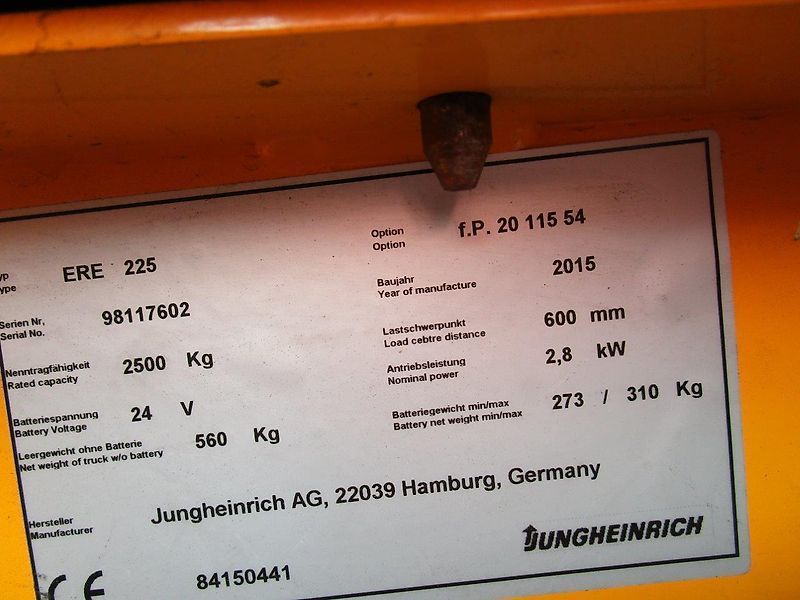 Typ
Type
ERE 225
Option
Option
f.P. 20 115 54
Serien Nr,
Serial No.
98117602
Baujahr
Year of manufacture
2015
Nenntragfähigkeit
Rated capacity
2500 Kg
Lastschwerpunkt
Load cebtre distance
600 mm
Batteriespannung
Battery Voltage
24 V
Antriebsleistung
Nominal power
2,8 kW
Leergewicht ohne Batterie
Net weight of truck w/o battery
560 Kg
Batteriegewicht min/max
Battery net weight min/max
273 / 310 Kg
Hersteller
Manufacturer
Jungheinrich AG, 22039 Hamburg, Germany
CE
84150441
JUNGHEINRICH